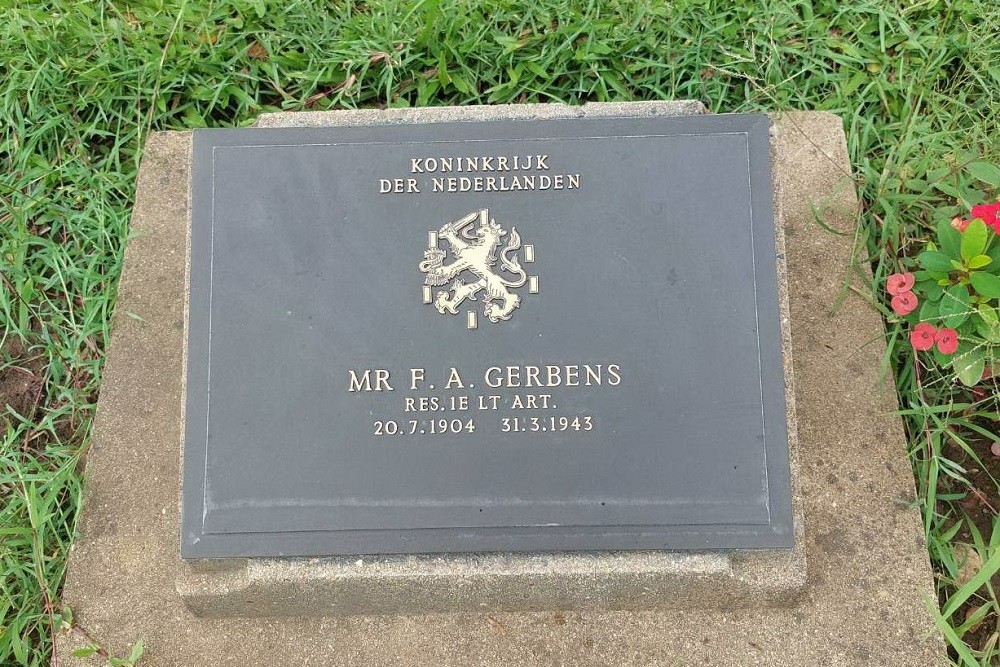 KONINKRIJK
DER NEDERLANDEN
MR F. A. GERBENS
RES. 1E LT ART.
20.7.1904 31.3.1943